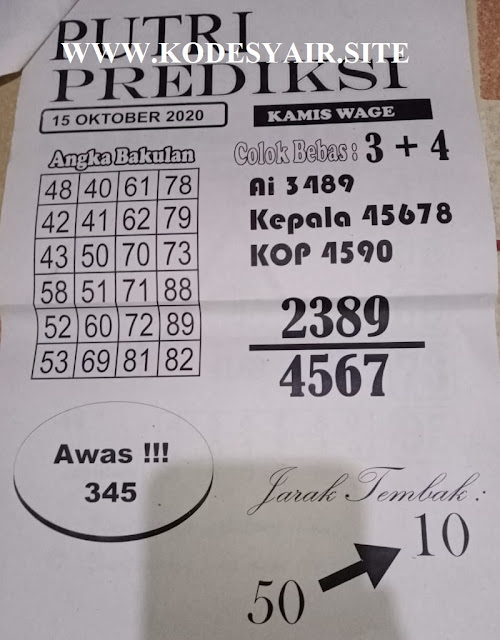 PUTRI
WWW.KODESYAIR.SITE
PREDIKSI
15 OKTOBER 2020
KAMIS WAGE
Angka Bakulan
48 40 61 78
42 41 62 79
43 50 70 73
58 51 71 88
52 60 72 89
53 69 81 82
Colok Bebas : 3 + 4
Ai 3489
Kepala 45678
KOP 4590
2389
4567
Awas !!!
345
Jarak Tembak :
10
50